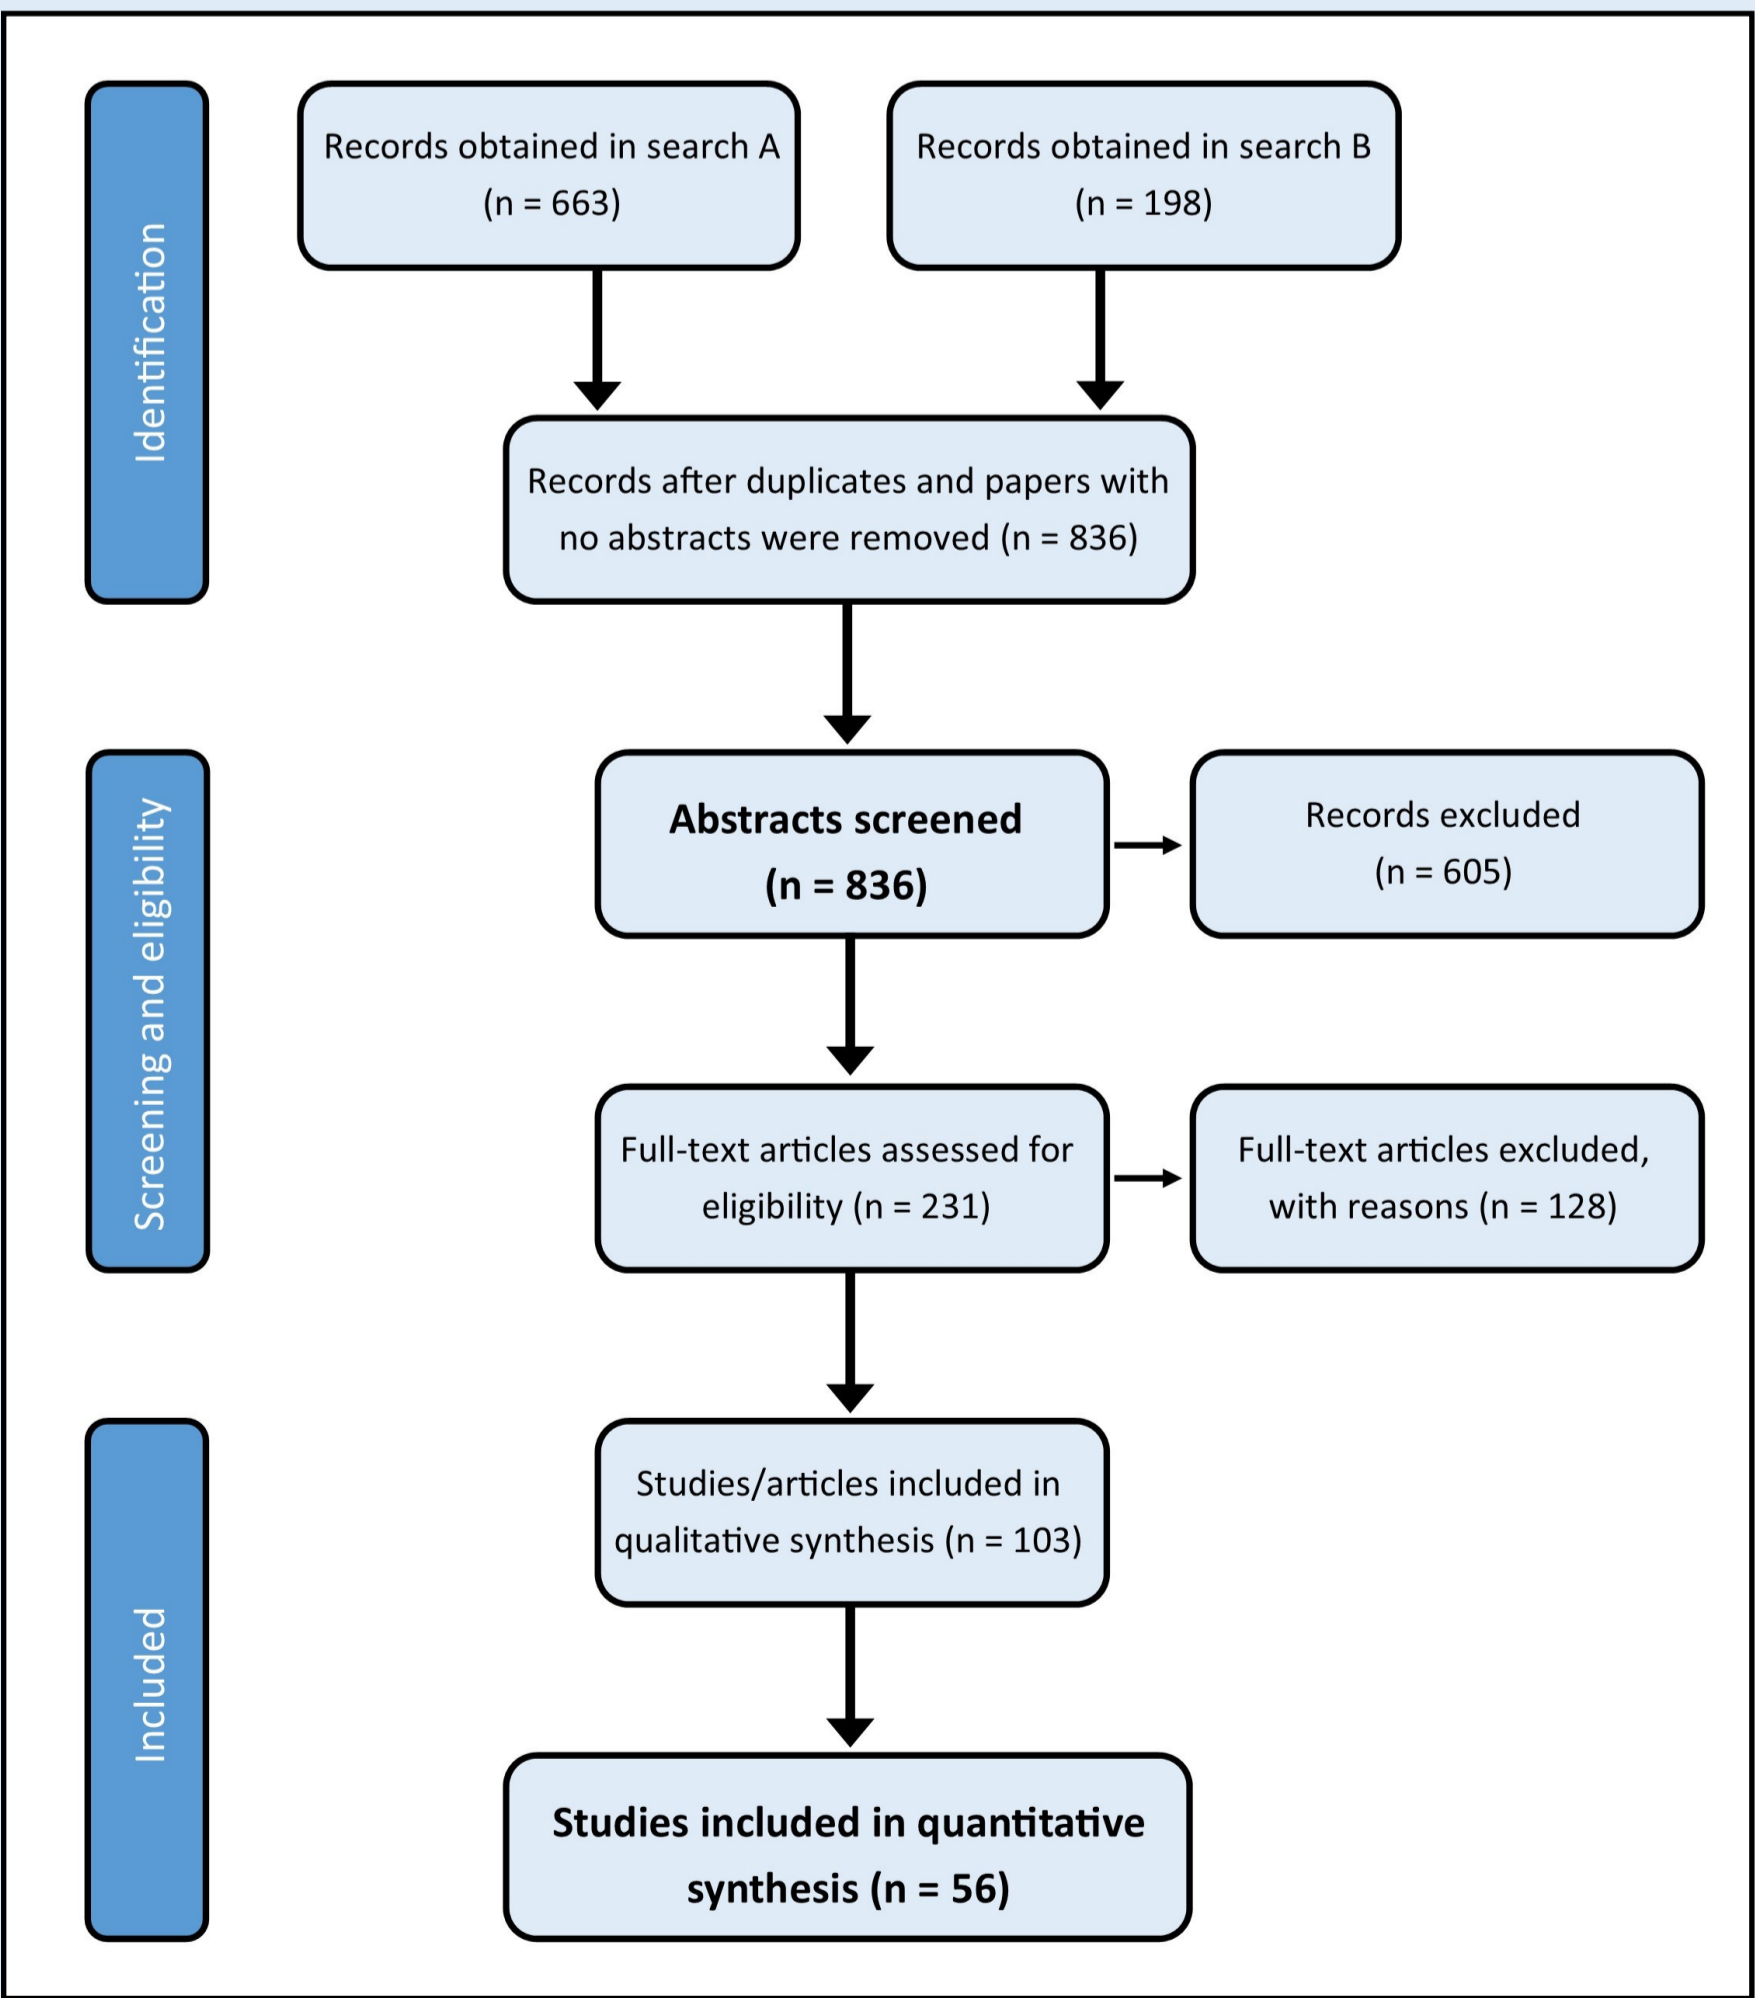 Identification
Records obtained in search A
(n = 663)
Records obtained in search B
(n = 198)
Records after duplicates and papers with
no abstracts were removed (n = 836)
Screening and eligibility
Abstracts screened
(n = 836)
Records excluded
(n = 605)
Full-text articles assessed for
eligibility (n = 231)
Full-text articles excluded,
with reasons (n = 128)
Included
Studies/articles included in
qualitative synthesis (n = 103)
Studies included in quantitative
synthesis (n = 56)